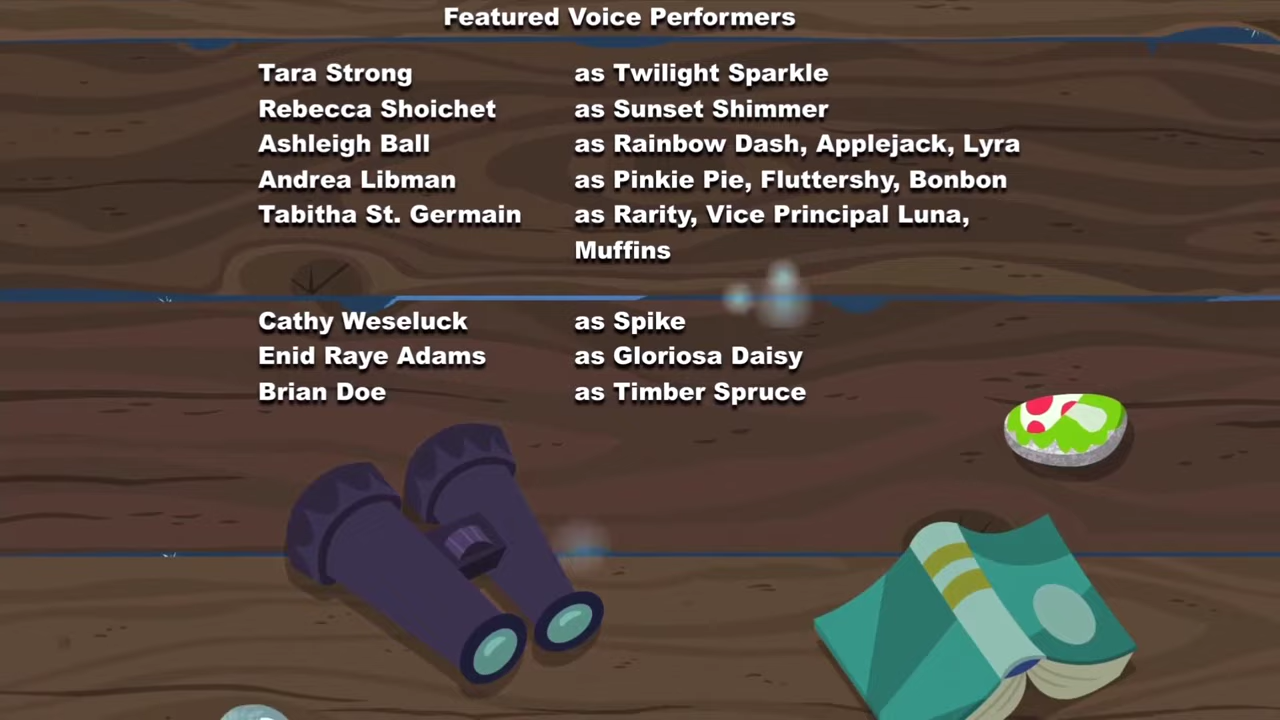 Featured Voice Performers
Tara Strong as Twilight Sparkle
Rebecca Shoichet as Sunset Shimmer
Ashleigh Ball as Rainbow Dash, Applejack, Lyra
Andrea Libman as Pinkie Pie, Fluttershy, Bonbon
Tabitha St. Germain as Rarity, Vice Principal Luna,
Muffins
Cathy Weseluck as Spike
Enid Raye Adams as Gloriosa Daisy
Brian Doe as Timber Spruce